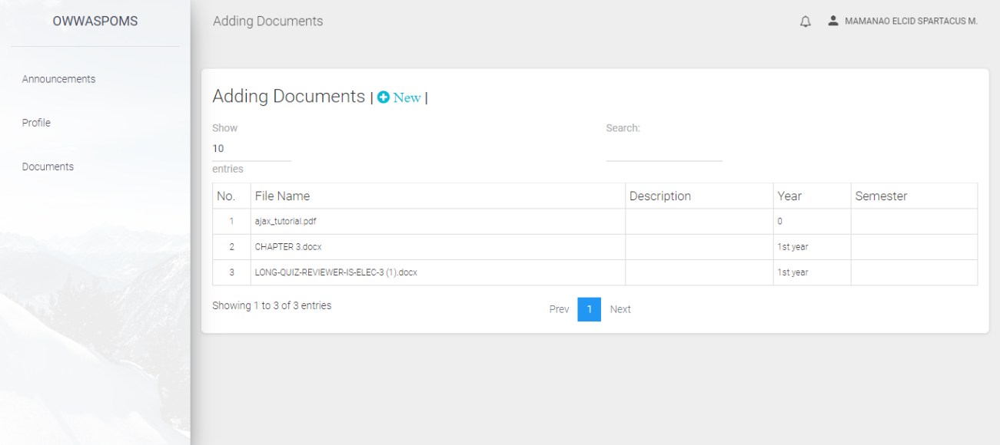 OWWASPOMS
Adding Documents
MAMANAO ELCID SPARTACUS M.
Announcements
Profile
Documents
Adding Documents | New |
Show
10
entries
Search:
No. File Name Description Year Semester
1 ajax_tutorial.pdf 0
2 CHAPTER 3.docx 1st year
3 LONG-QUIZ-REVIEWER-IS-ELEC-3 (1).docx 1st year
Showing 1 to 3 of 3 entries
Prev 1 Next